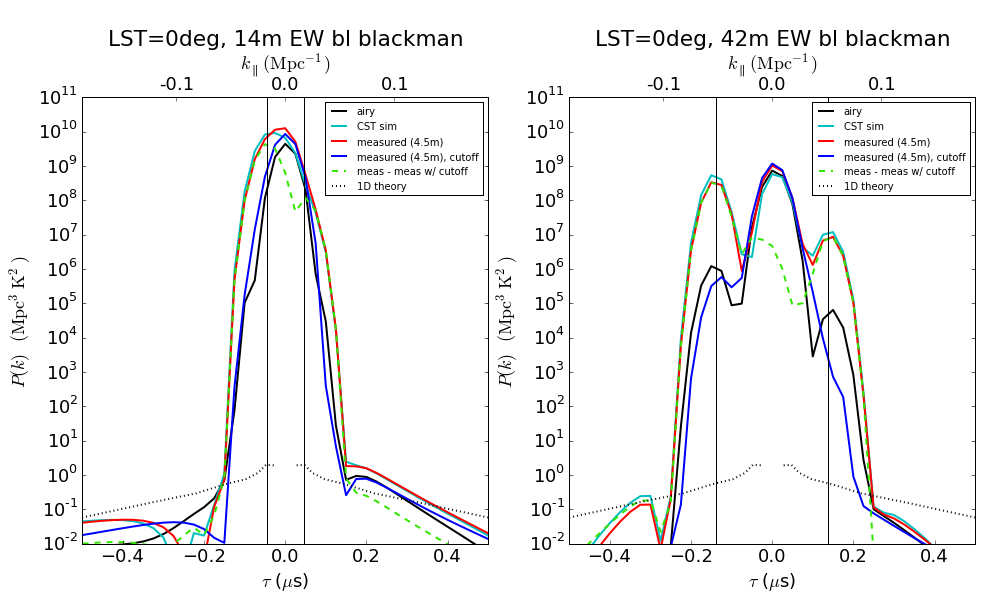 LST=0deg, 14m EW bl blackman
k∥ (Mpc⁻¹)
-0.1 0.0 0.1
10¹¹
10¹⁰
10⁹
10⁸
10⁷
10⁶
10⁵
10⁴
10³
10²
10¹
10⁰
10⁻¹
10⁻²
P(k) (Mpc³ K²)
airy
CST sim
measured (4.5m)
measured (4.5m), cutoff
meas - meas w/ cutoff
1D theory
−0.4 −0.2 0.0 0.2 0.4
τ (μs)
LST=0deg, 42m EW bl blackman
k∥ (Mpc⁻¹)
-0.1 0.0 0.1
10¹¹
10¹⁰
10⁹
10⁸
10⁷
10⁶
10⁵
10⁴
10³
10²
10¹
10⁰
10⁻¹
10⁻²
P(k) (Mpc³ K²)
airy
CST sim
measured (4.5m)
measured (4.5m), cutoff
meas - meas w/ cutoff
1D theory
−0.4 −0.2 0.0 0.2 0.4
τ (μs)